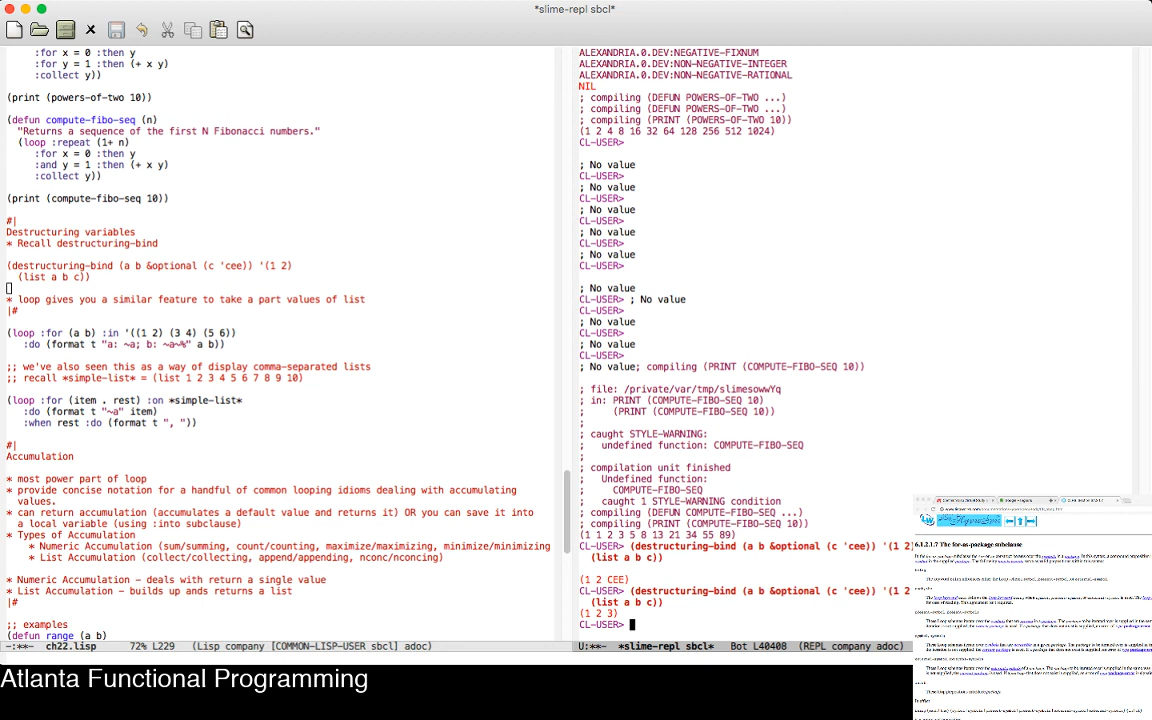 *slime-repl sbcl*
:for x = 0 :then y
:for y = 1 :then (+ x y)
:collect y))
(print (powers-of-two 10))
(defun compute-fibo-seq (n)
"Returns a sequence of the first N Fibonacci numbers."
(loop :repeat (1+ n)
:for x = 0 :then y
:and y = 1 :then (+ x y)
:collect y))
(print (compute-fibo-seq 10))
#|
Destructuring variables
* Recall destructuring-bind
(destructuring-bind (a b &optional (c 'cee)) '(1 2)
(list a b c))
* loop gives you a similar feature to take a part values of list
|#
(loop :for (a b) :in '((1 2) (3 4) (5 6))
:do (format t "a: ~a; b: ~a~%" a b))
;; we've also seen this as a way of display comma-separated lists
;; recall *simple-list* = (list 1 2 3 4 5 6 7 8 9 10)
(loop :for (item . rest) :on *simple-list*
:do (format t "~a" item)
:when rest :do (format t ", "))
#|
Accumulation
* most power part of loop
* provide concise notation for a handful of common looping idioms dealing with accumulating
values.
* can return accumulation (accumulates a default value and returns it) OR you can save it into
a local variable (using :into subclause)
* Types of Accumulation
* Numeric Accumulation (sum/summing, count/counting, maximize/maximizing, minimize/minimizing
* List Accumulation (collect/collecting, append/appending, nconc/nconcing)
* Numeric Accumulation - deals with return a single value
* List Accumulation - builds up ands returns a list
|#
;; examples
(defun range (a b)
-:**- ch22.lisp 72% L229 (Lisp company [COMMON-LISP-USER sbcl] adoc)
ALEXANDRIA.0.DEV:NEGATIVE-FIXNUM
ALEXANDRIA.0.DEV:NON-NEGATIVE-INTEGER
ALEXANDRIA.0.DEV:NON-NEGATIVE-RATIONAL
NIL
; compiling (DEFUN POWERS-OF-TWO ...)
; compiling (DEFUN POWERS-OF-TWO ...)
; compiling (PRINT (POWERS-OF-TWO 10))
(1 2 4 8 16 32 64 128 256 512 1024)
CL-USER>
; No value
CL-USER>
; No value
CL-USER>
; No value
CL-USER>
; No value
CL-USER>
; No value
CL-USER>
; No value
CL-USER> ; No value
CL-USER>
; No value
CL-USER>
; No value
CL-USER>
; No value; compiling (PRINT (COMPUTE-FIBO-SEQ 10))
; file: /private/var/tmp/slimesowwYq
; in: PRINT (COMPUTE-FIBO-SEQ 10)
; (PRINT (COMPUTE-FIBO-SEQ 10))
;
; caught STYLE-WARNING:
; undefined function: COMPUTE-FIBO-SEQ
;
; compilation unit finished
; Undefined function:
; COMPUTE-FIBO-SEQ
; caught 1 STYLE-WARNING condition
; compiling (DEFUN COMPUTE-FIBO-SEQ ...)
; compiling (PRINT (COMPUTE-FIBO-SEQ 10))
(1 1 2 3 5 8 13 21 34 55 89)
CL-USER> (destructuring-bind (a b &optional (c 'cee)) '(1 2
(list a b c))
(1 2 CEE)
CL-USER> (destructuring-bind (a b &optional (c 'cee)) '(1 2
(list a b c))
(1 2 3)
CL-USER>
U:**- *slime-repl sbcl* Bot L40408 (REPL company adoc)
6.1.2.1.7 The for-as-package subclause
Atlanta Functional Programming